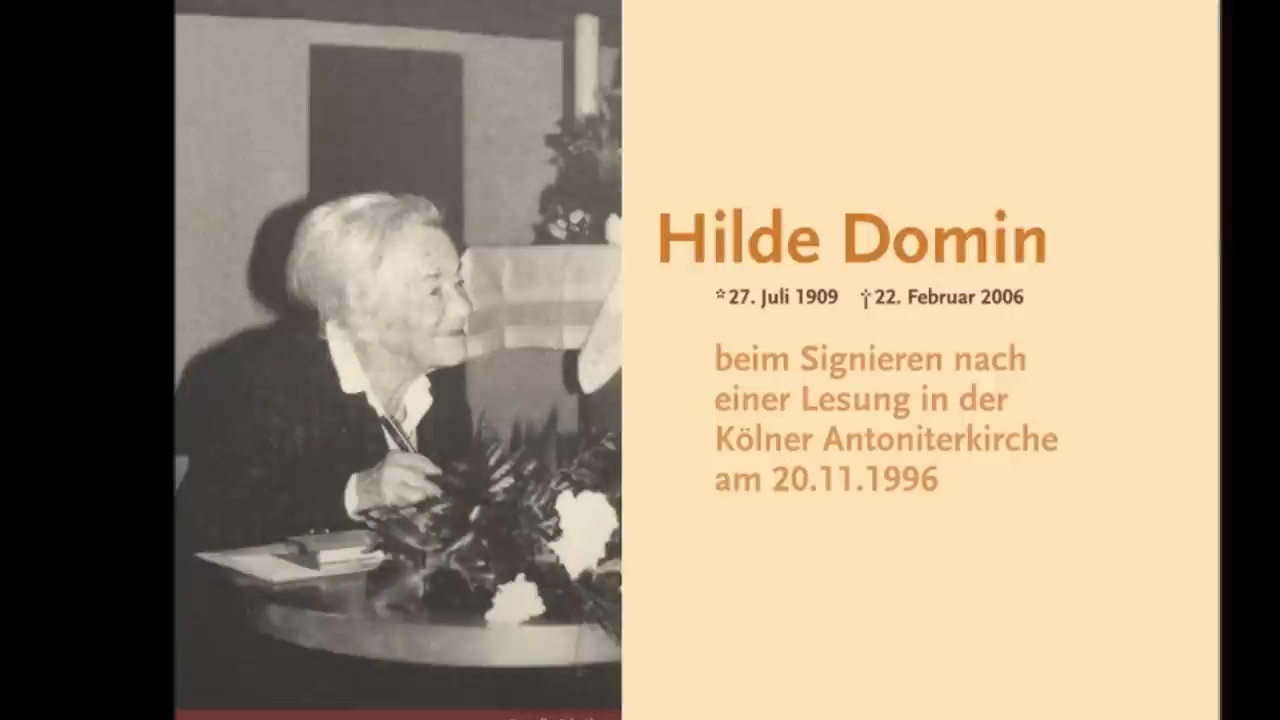 Hilde Domin
*27. Juli 1909 †22. Februar 2006
beim Signieren nach
einer Lesung in der
Kölner Antoniterkirche
am 20.11.1996